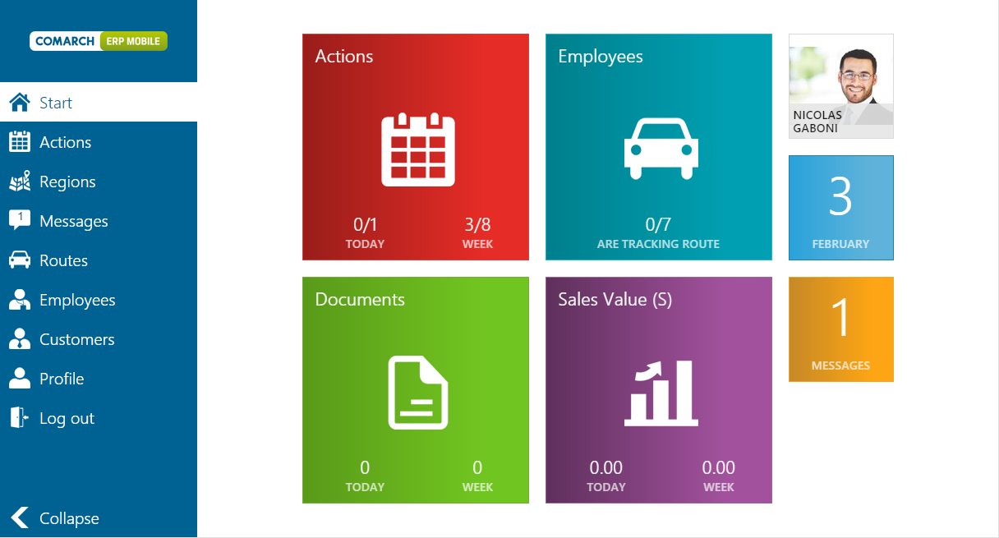 COMARCH ERP MOBILE
Start
Actions
Regions
1
Messages
Routes
Employees
Customers
Profile
Log out
Collapse
Actions
0/1
TODAY
3/8
WEEK
Employees
0/7
ARE TRACKING ROUTE
NICOLAS
GABONI
3
FEBRUARY
Documents
0
TODAY
0
WEEK
Sales Value (S)
0.00
TODAY
0.00
WEEK
1
MESSAGES